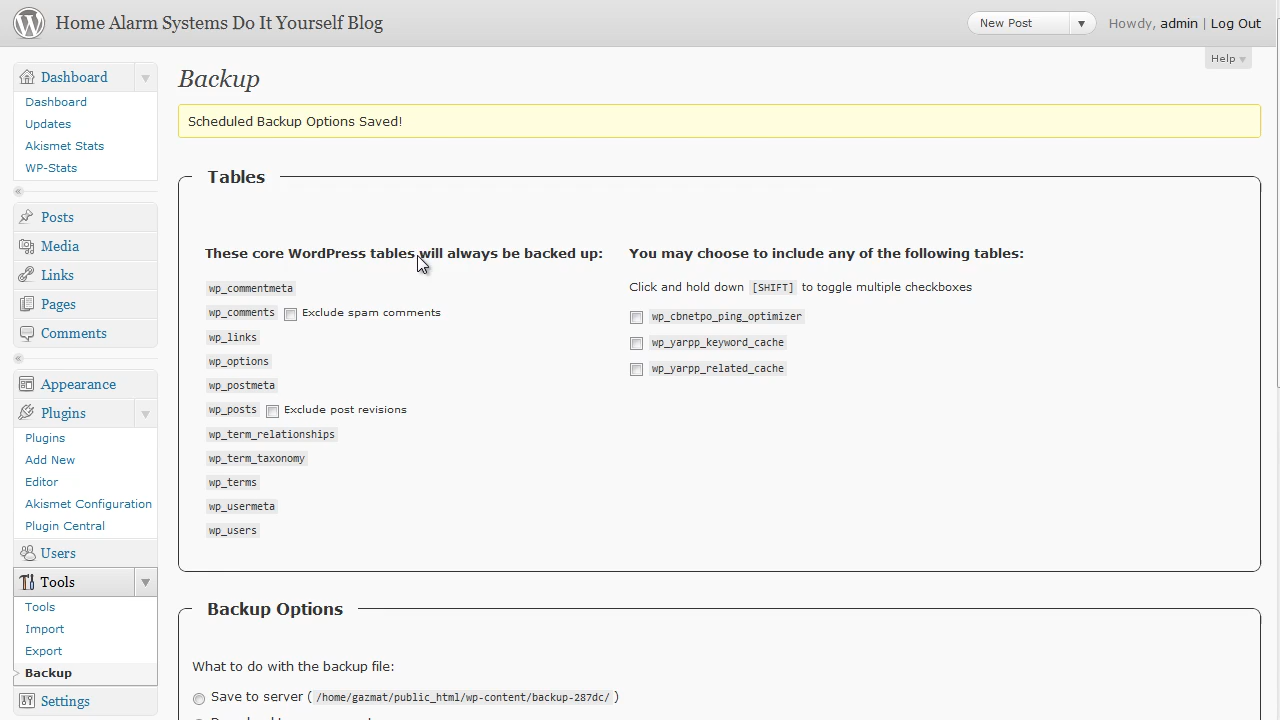 Home Alarm Systems Do It Yourself Blog
New Post
Howdy, admin | Log Out
Help
Dashboard
Dashboard
Updates
Akismet Stats
WP-Stats
Posts
Media
Links
Pages
Comments
Appearance
Plugins
Plugins
Add New
Editor
Akismet Configuration
Plugin Central
Users
Tools
Tools
Import
Export
Backup
Settings
Backup
Scheduled Backup Options Saved!
Tables
These core WordPress tables will always be backed up:
wp_commentmeta
wp_comments Exclude spam comments
wp_links
wp_options
wp_postmeta
wp_posts Exclude post revisions
wp_term_relationships
wp_term_taxonomy
wp_terms
wp_usermeta
wp_users
You may choose to include any of the following tables:
Click and hold down [SHIFT] to toggle multiple checkboxes
wp_cbnetpo_ping_optimizer
wp_yarpp_keyword_cache
wp_yarpp_related_cache
Backup Options
What to do with the backup file:
Save to server ( /home/gazmat/public_html/wp-content/backup-287dc/ )